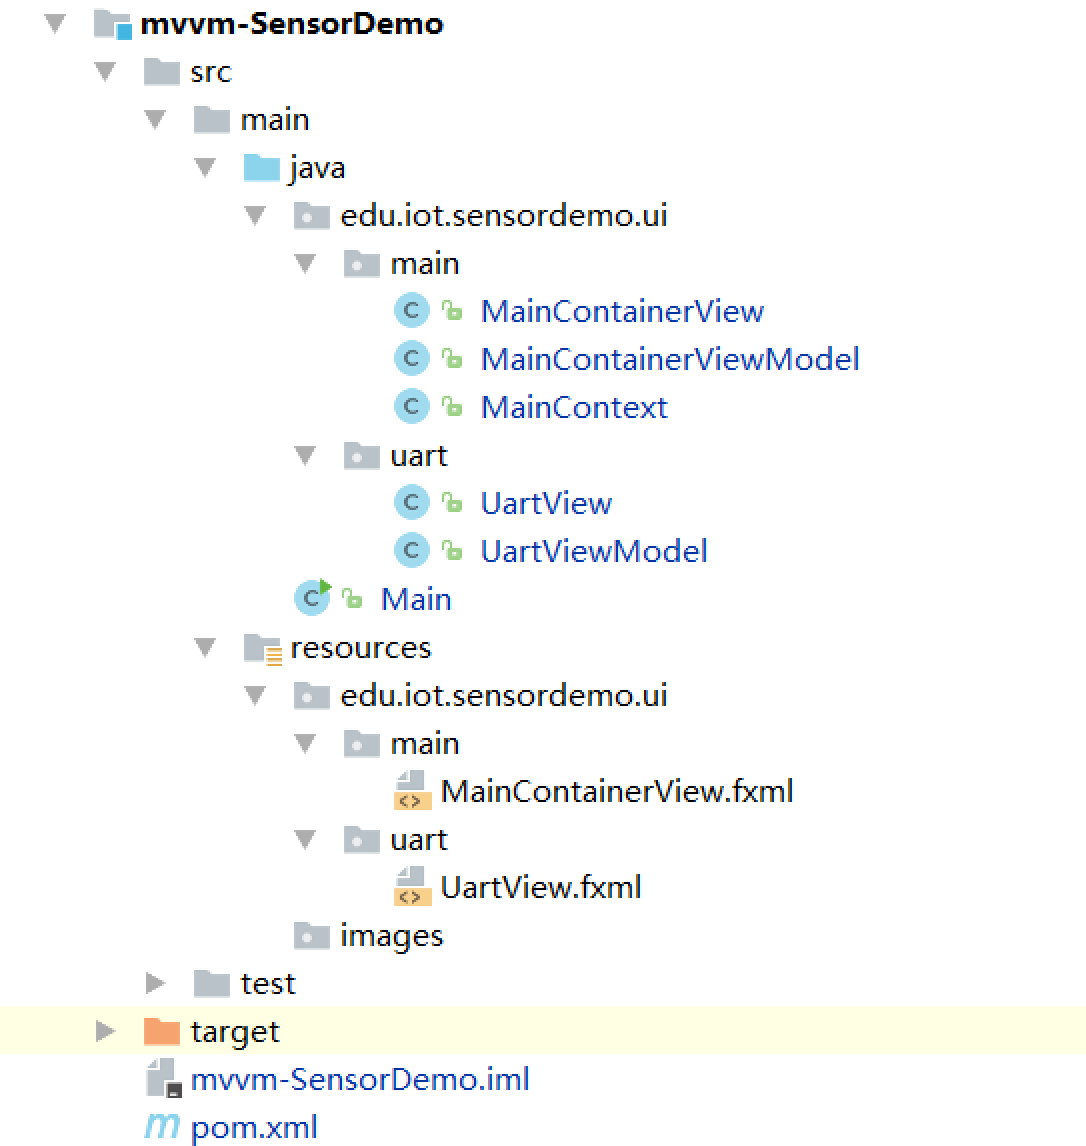 mvvm-SensorDemo
src
main
java
edu.iot.sensordemo.ui
main
C MainContainerView
C MainContainerViewModel
C MainContext
uart
C UartView
C UartViewModel
C Main
resources
edu.iot.sensordemo.ui
main
<> MainContainerView.fxml
uart
<> UartView.fxml
images
test
target
mvvm-SensorDemo.iml
m pom.xml